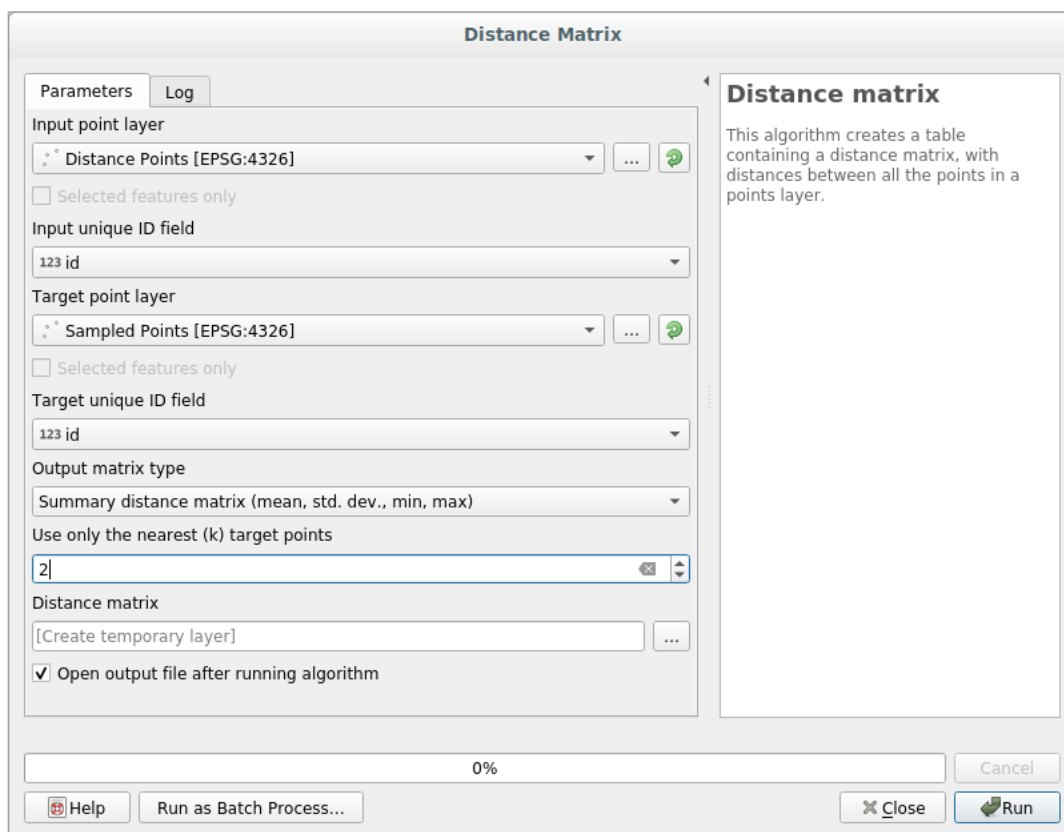 Distance Matrix
Parameters
Log
Input point layer
Distance Points [EPSG:4326]
...
Selected features only
Input unique ID field
123 id
Target point layer
Sampled Points [EPSG:4326]
...
Selected features only
Target unique ID field
123 id
Output matrix type
Summary distance matrix (mean, std. dev., min, max)
Use only the nearest (k) target points
2
Distance matrix
[Create temporary layer]
...
Open output file after running algorithm
Distance matrix
This algorithm creates a table
containing a distance matrix, with
distances between all the points in a
points layer.
0%
Cancel
Help
Run as Batch Process...
Close
Run